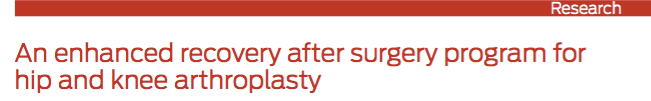 Research
An enhanced recovery after surgery program for
hip and knee arthroplasty